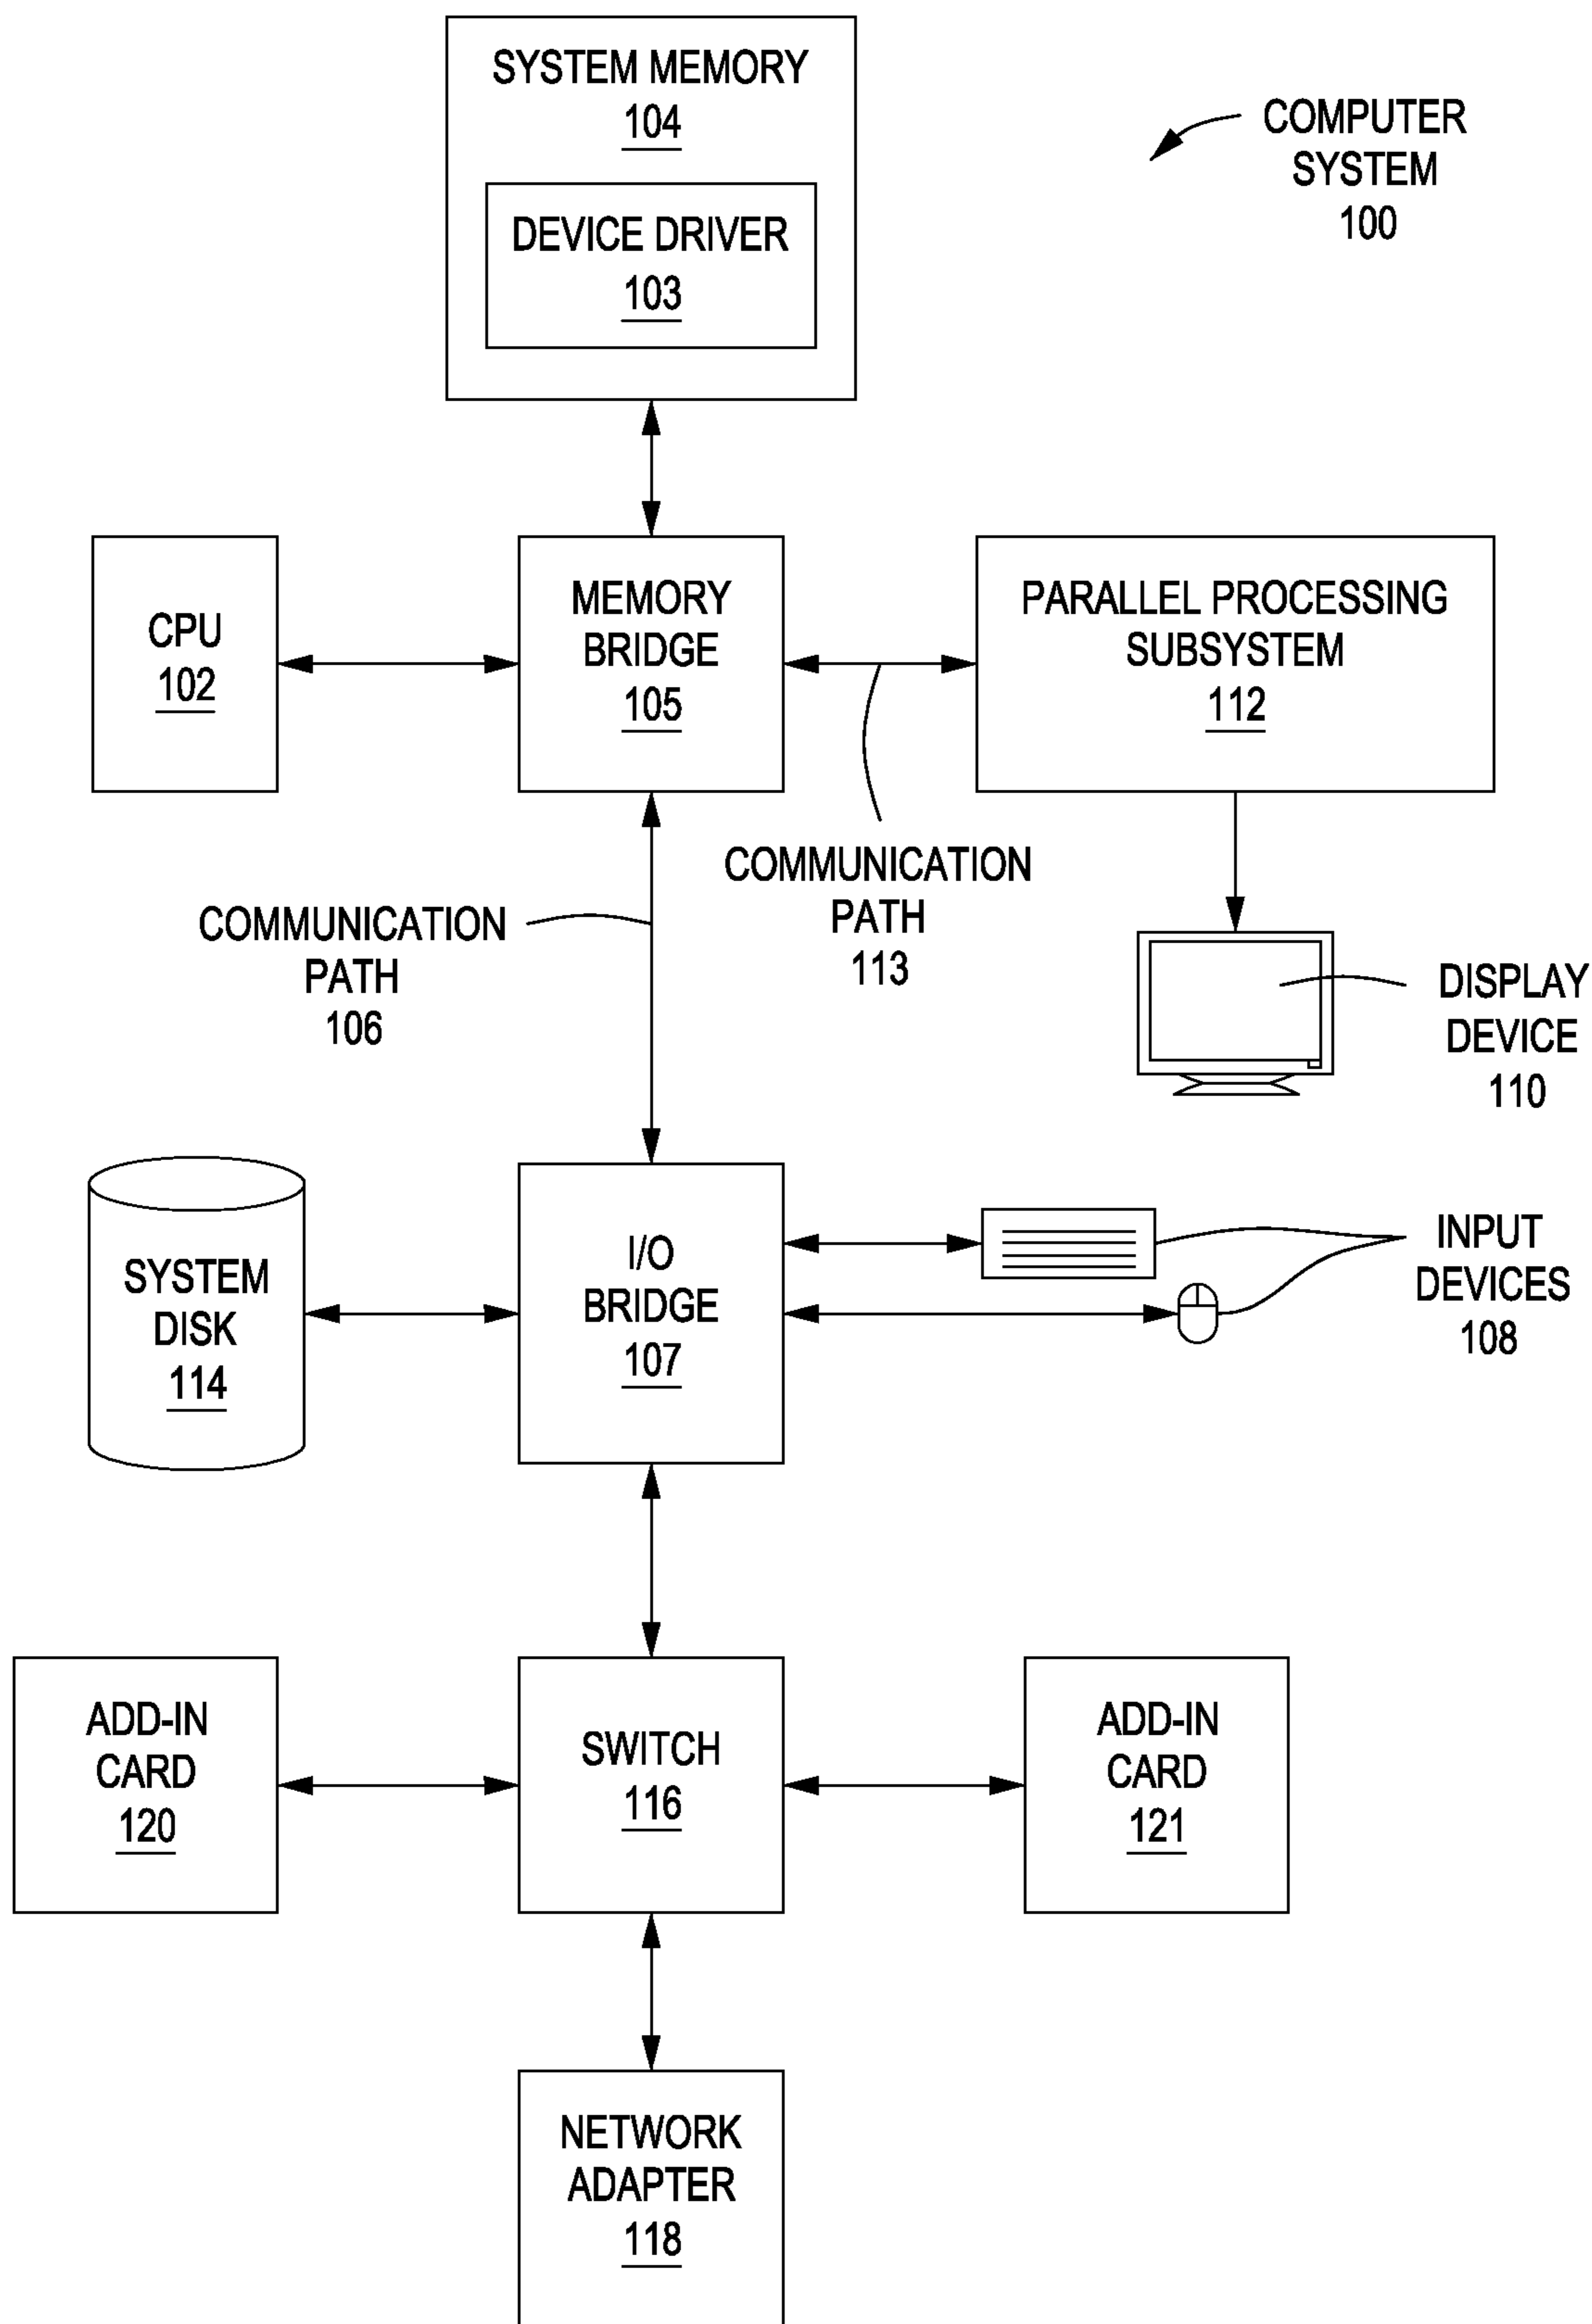 SYSTEM MEMORY
104
DEVICE DRIVER
103
COMPUTER
SYSTEM
100
CPU
102
MEMORY
BRIDGE
105
PARALLEL PROCESSING
SUBSYSTEM
112
COMMUNICATION
PATH
113
COMMUNICATION
PATH
106
DISPLAY
DEVICE
110
SYSTEM
DISK
114
I/O
BRIDGE
107
INPUT
DEVICES
108
ADD-IN
CARD
120
SWITCH
116
ADD-IN
CARD
121
NETWORK
ADAPTER
118